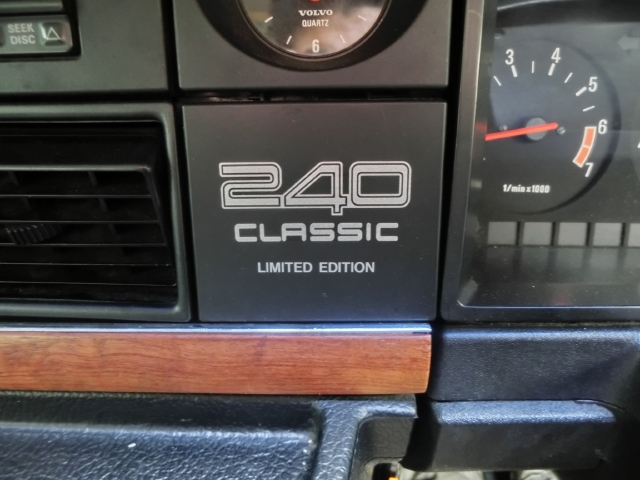 SEEK
DISC
VOLVO
QUARTZ
6
240
CLASSIC
LIMITED EDITION
3
4
5
6
7
1/min x 1000